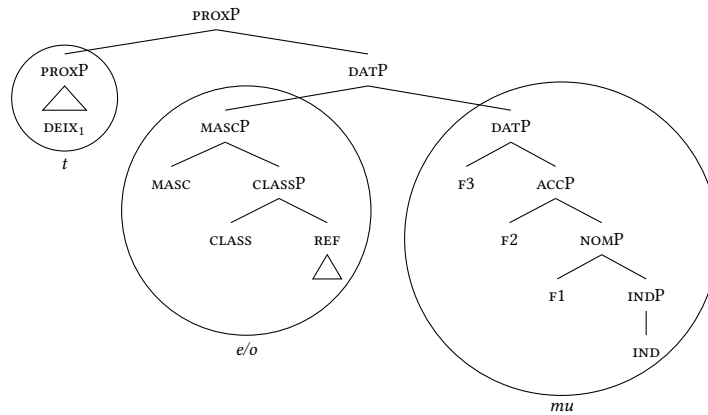 PROXP
PROXP DATP
DEIX₁ MASCP DATP
t
MASC CLASSP F3 ACCP
CLASS REF F2 NOMP
F1 INDP
e/o IND
mu